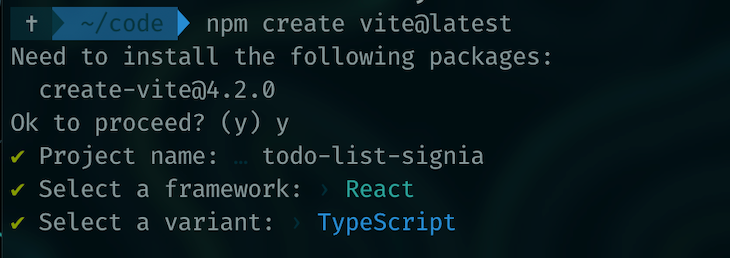 ✝ ~/code npm create vite@latest
Need to install the following packages:
create-vite@4.2.0
Ok to proceed? (y) y
✔ Project name: … todo-list-signia
✔ Select a framework: › React
✔ Select a variant: › TypeScript